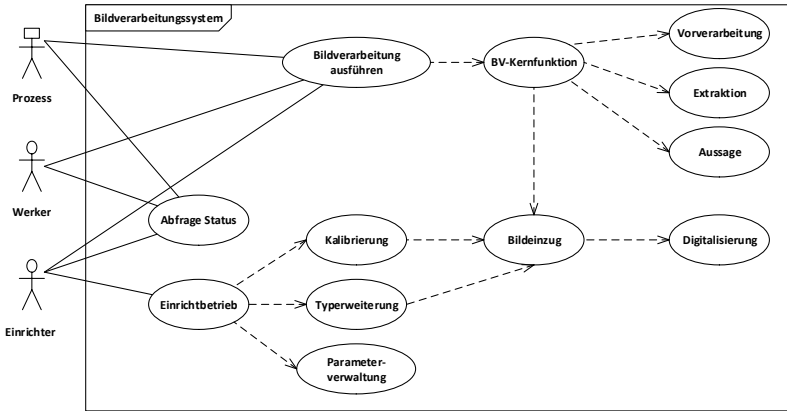 Bildverarbeitungssystem
Prozess
Werker
Einrichter
Bildverarbeitung
ausführen
BV-Kernfunktion
Vorverarbeitung
Extraktion
Aussage
Abfrage Status
Kalibrierung
Bildeinzug
Digitalisierung
Einrichtbetrieb
Typerweiterung
Parameter-
verwaltung